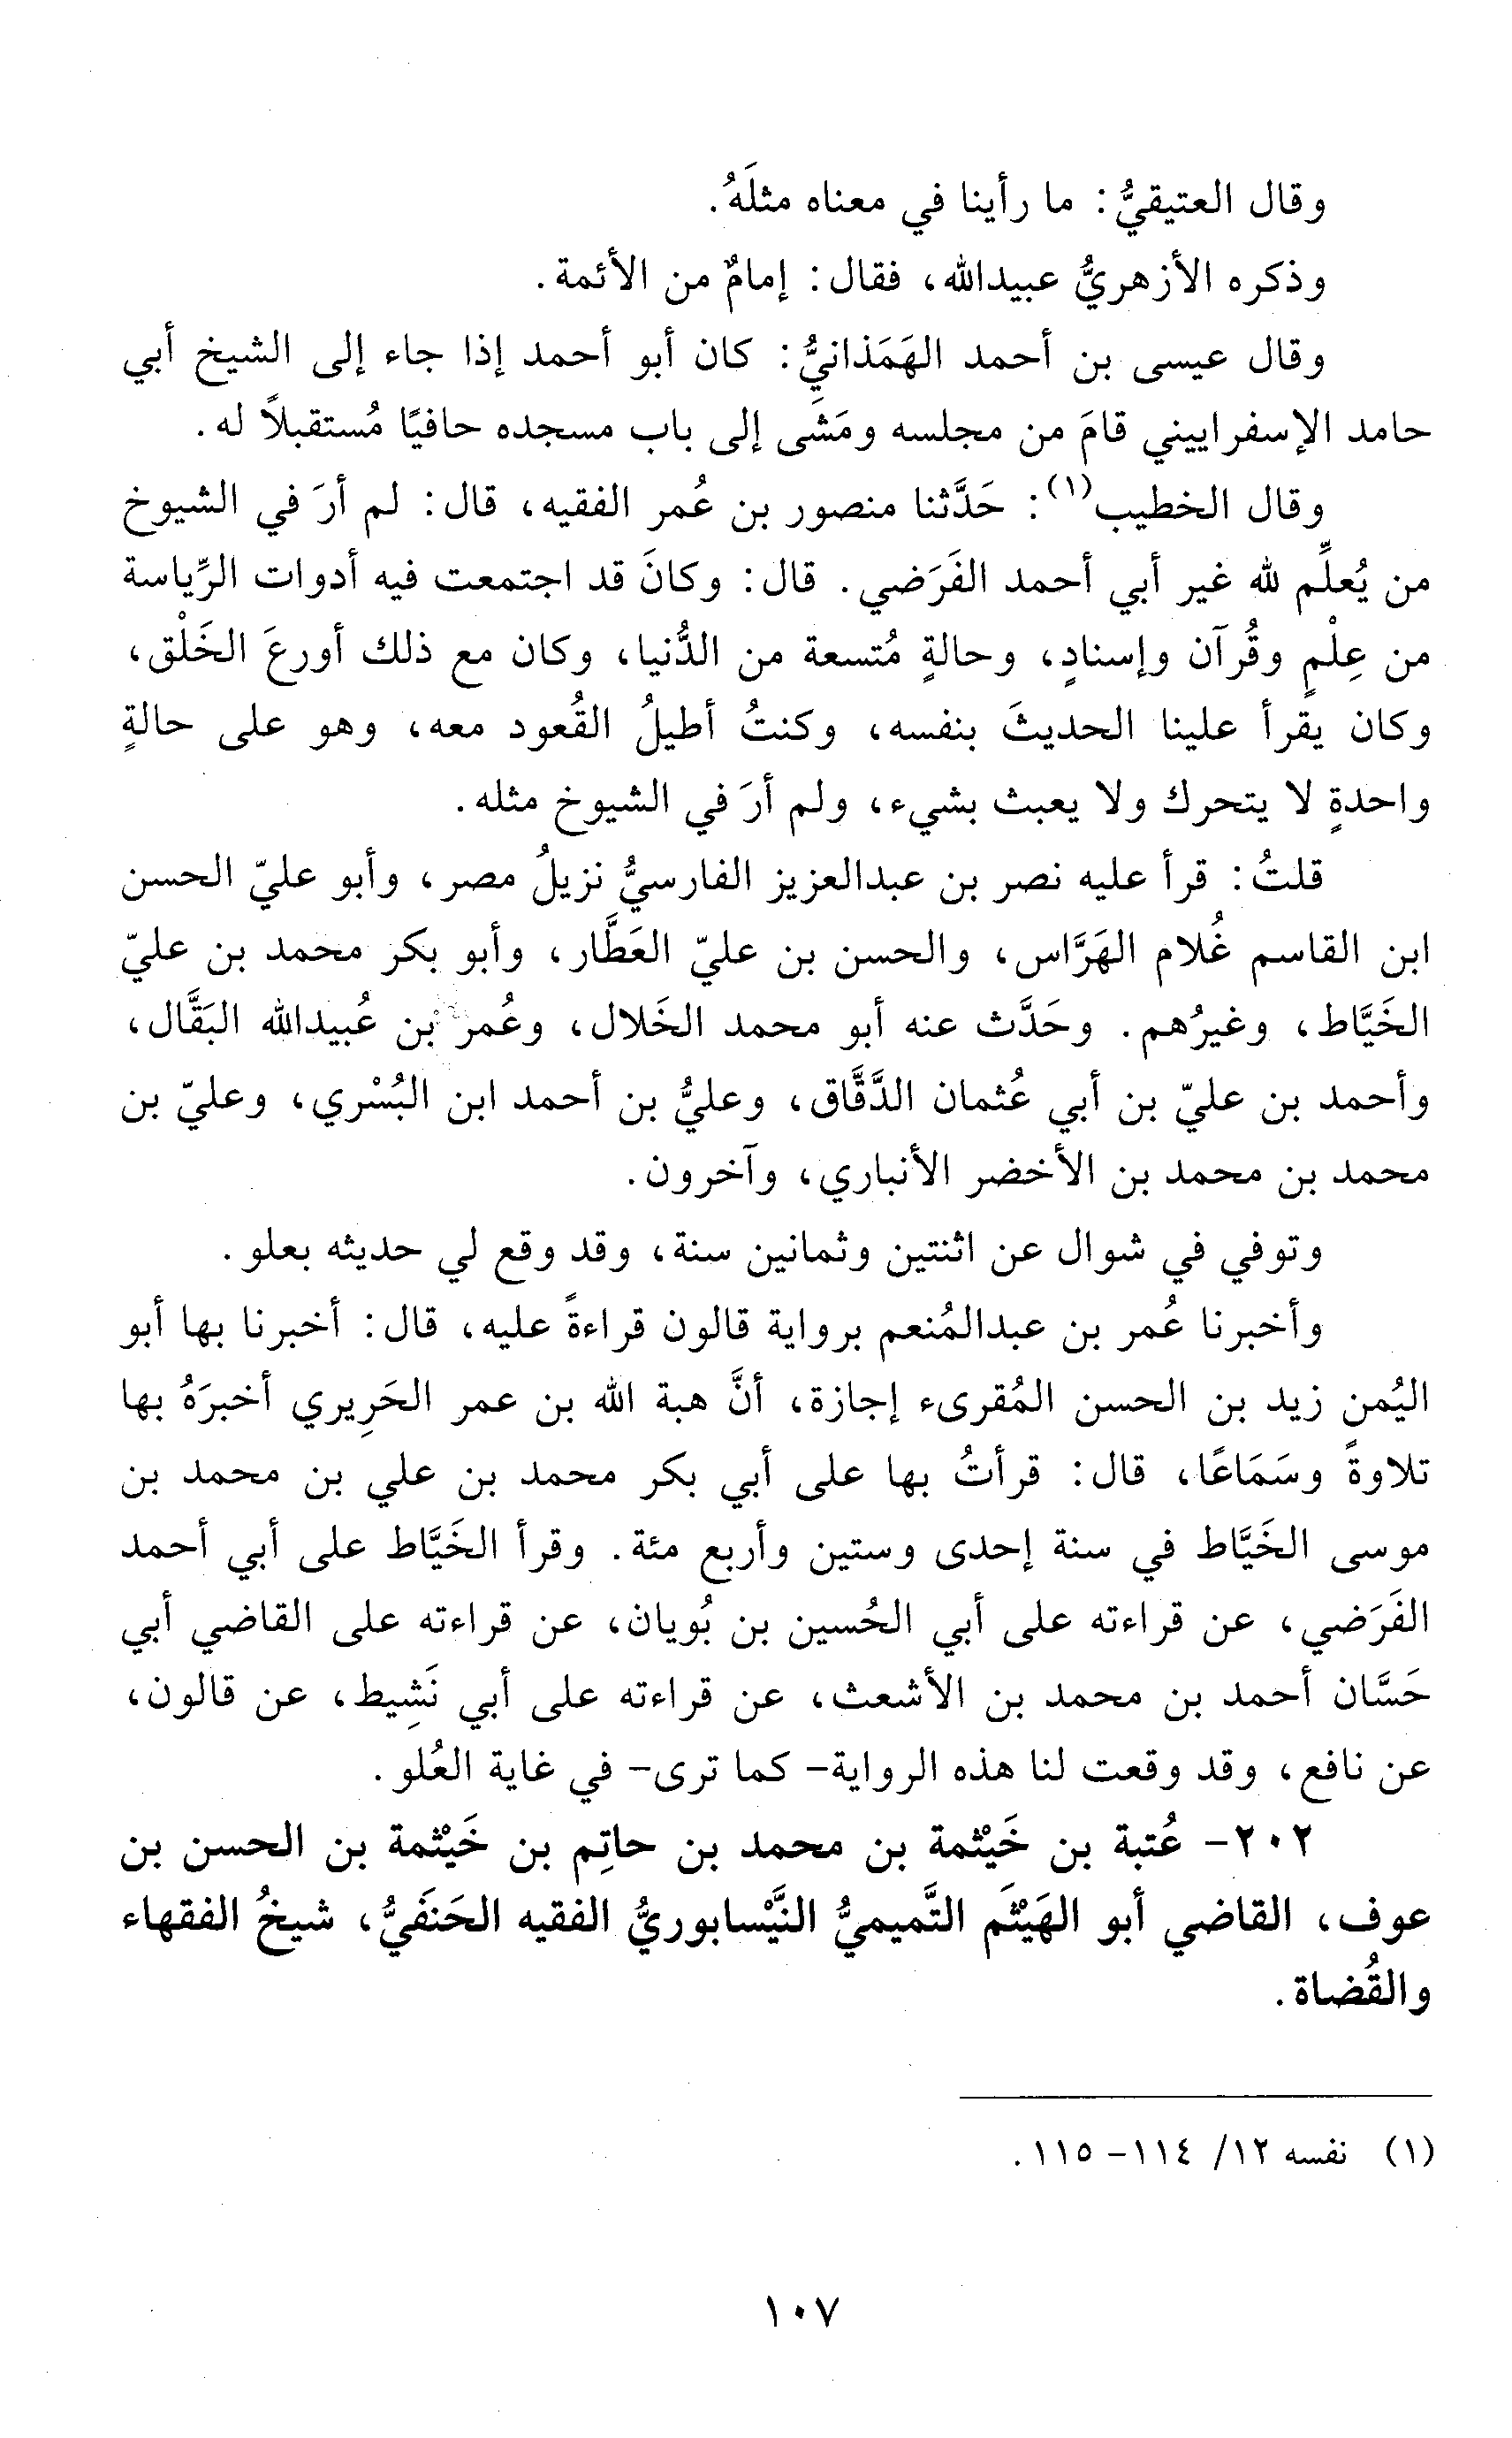 وقال العتيقيُّ: ما رأينا في معناه مثلَهُ.
وذكره الأزهريُّ عبيدالله، فقال: إمامٌ من الأئمة.
وقال عيسى بن أحمد الهَمَذانيُّ: كان أبو أحمد إذا جاء إلى الشيخ أبي
حامد الإسفراييني قامَ من مجلسه ومَشَى إلى باب مسجده حافيًا مُستقبلاً له.
وقال الخطيب(١): حَدَّثنا منصور بن عُمر الفقيه، قال: لم أرَ في الشيوخ
من يُعلِّم لله غير أبي أحمد الفَرَضي. قال: وكانَ قد اجتمعت فيه أدوات الرِّياسة
من عِلْمٍ وقُرآن وإسنادٍ، وحالةٍ مُتسعة من الدُّنيا، وكان مع ذلك أورعَ الخَلْق،
وكان يقرأ علينا الحديثَ بنفسه، وكنتُ أطيلُ القُعود معه، وهو على حالةٍ
واحدةٍ لا يتحرك ولا يعبث بشيء، ولم أرَ في الشيوخ مثله.
قلتُ: قرأ عليه نصر بن عبدالعزيز الفارسيُّ نزيلُ مصر، وأبو عليّ الحسن
ابن القاسم غُلام الهَرَّاس، والحسن بن عليّ العَطَّار، وأبو بكر محمد بن عليّ
الخَيَّاط، وغيرُهم. وحَدَّث عنه أبو محمد الخَلال، وعُمر بن عُبيدالله البَقَّال،
وأحمد بن عليّ بن أبي عُثمان الدَّقَّاق، وعليُّ بن أحمد ابن البُسْري، وعليّ بن
محمد بن محمد بن الأخضر الأنباري، وآخرون.
وتوفي في شوال عن اثنتين وثمانين سنة، وقد وقع لي حديثه بعلو.
وأخبرنا عُمر بن عبدالمُنعم برواية قالون قراءةً عليه، قال: أخبرنا بها أبو
اليُمن زيد بن الحسن المُقرىء إجازة، أنَّ هبة الله بن عمر الحَرِيري أخبرَهُ بها
تلاوةً وسَمَاعًا، قال: قرأتُ بها على أبي بكر محمد بن علي بن محمد بن
موسى الخَيَّاط في سنة إحدى وستين وأربع مئة. وقرأ الخَيَّاط على أبي أحمد
الفَرَضي، عن قراءته على أبي الحُسين بن بُويان، عن قراءته على القاضي أبي
حَسَّان أحمد بن محمد بن الأشعث، عن قراءته على أبي نَشِيط، عن قالون،
عن نافع، وقد وقعت لنا هذه الرواية- كما ترى- في غاية العُلو.
٢٠٢- عُتبة بن خَيْثمة بن محمد بن حاتِم بن خَيْثمة بن الحسن بن
عوف، القاضي أبو الهَيْثَم التَّميميُّ النَّيْسابوريُّ الفقيه الحَنَفيُّ، شيخُ الفقهاء
والقُضاة.
(١) نفسه ١٢/ ١١٤- ١١٥.
١٠٧